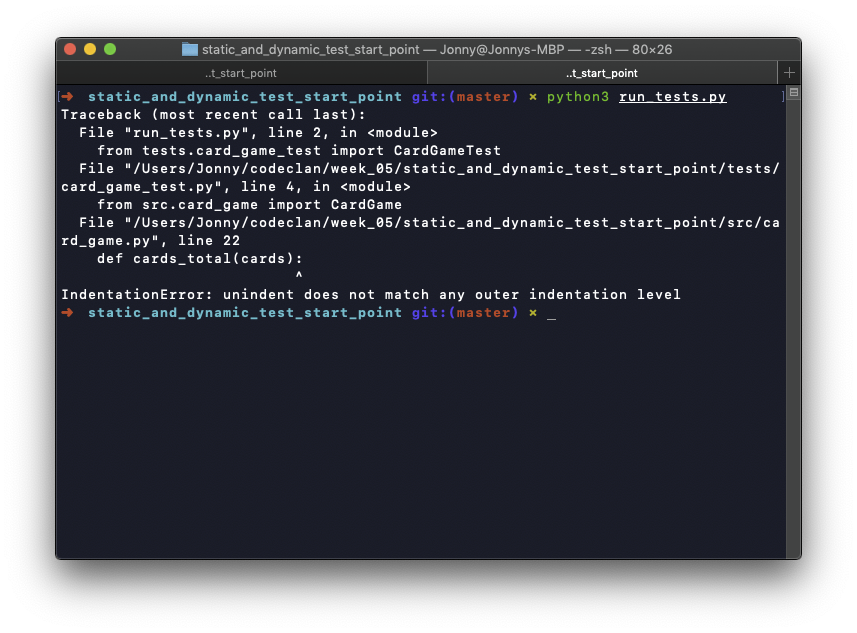 static_and_dynamic_test_start_point — Jonny@Jonnys-MBP — -zsh — 80×26
..t_start_point ..t_start_point +
[➜  static_and_dynamic_test_start_point git:(master) × python3 run_tests.py ]
Traceback (most recent call last):
  File "run_tests.py", line 2, in <module>
    from tests.card_game_test import CardGameTest
  File "/Users/Jonny/codeclan/week_05/static_and_dynamic_test_start_point/tests/
card_game_test.py", line 4, in <module>
    from src.card_game import CardGame
  File "/Users/Jonny/codeclan/week_05/static_and_dynamic_test_start_point/src/ca
rd_game.py", line 22
    def cards_total(cards):
                          ^
IndentationError: unindent does not match any outer indentation level
➜  static_and_dynamic_test_start_point git:(master) × _